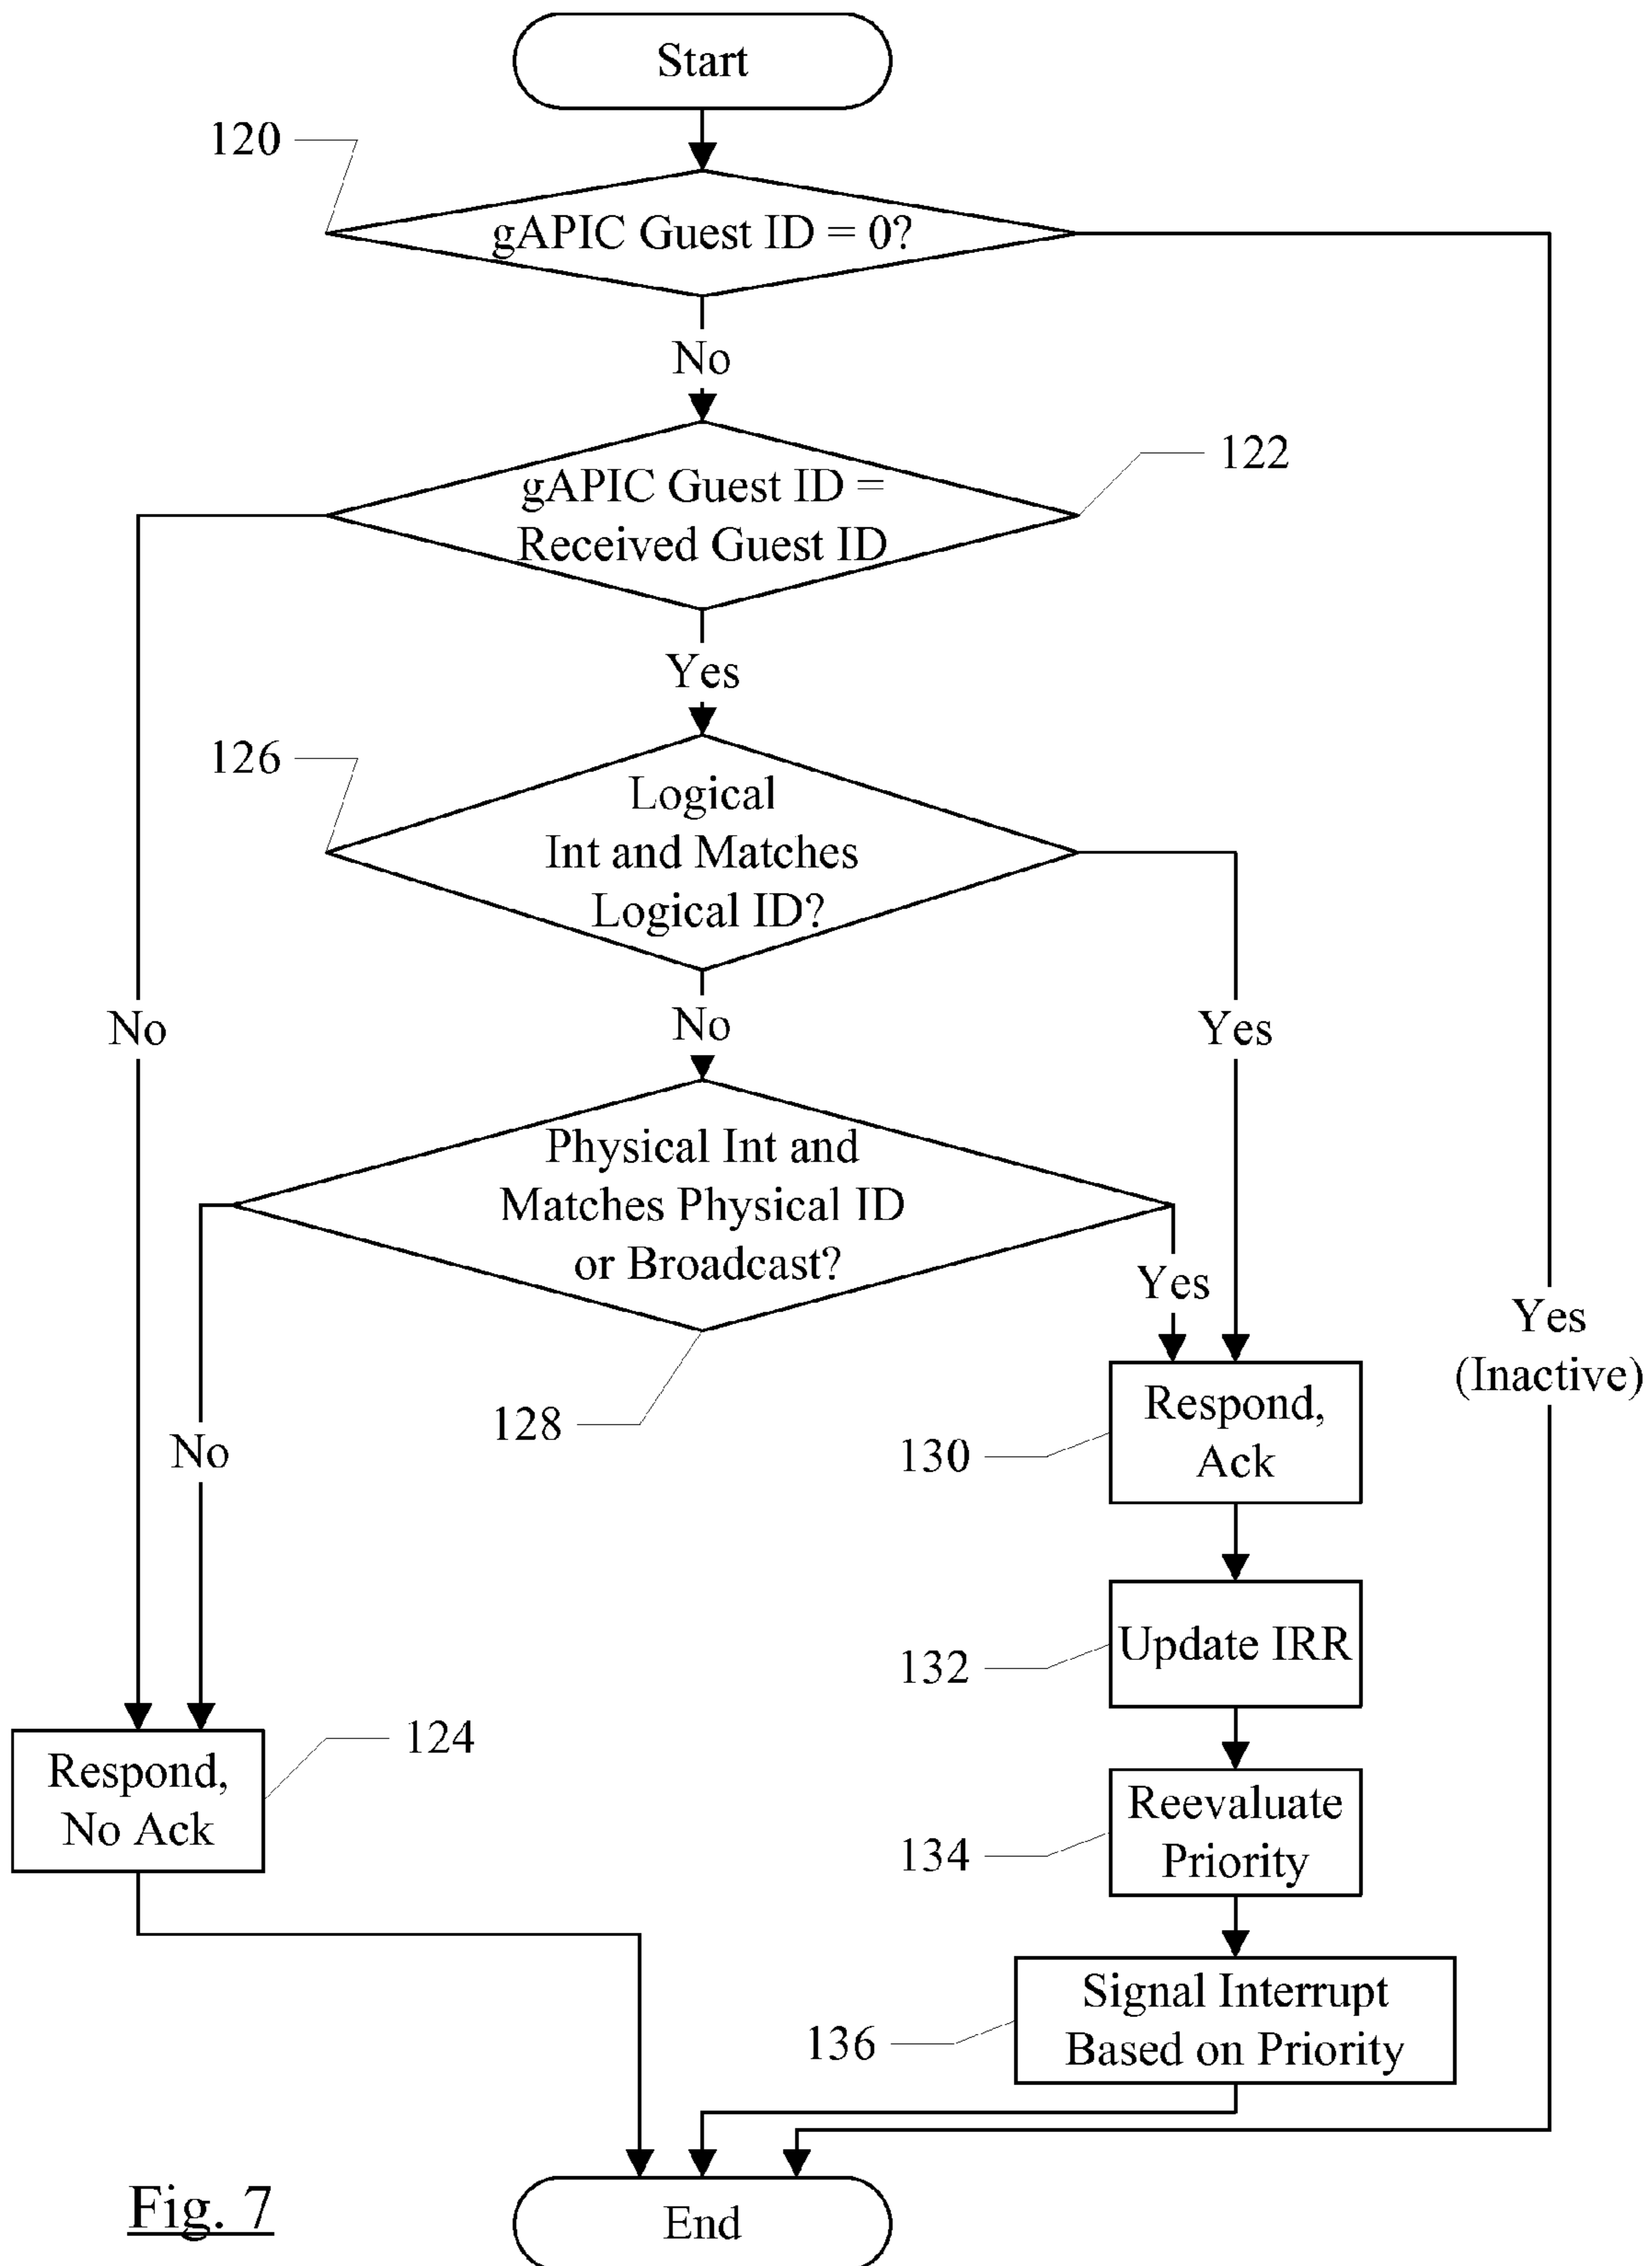 Start
120
gAPIC Guest ID = 0?
No
122
gAPIC Guest ID =
Received Guest ID
Yes
126
Logical
Int and Matches
Logical ID?
No
No
Yes
Physical Int and
Matches Physical ID
or Broadcast?
Yes
Yes
(Inactive)
128
No
130
Respond,
Ack
132
Update IRR
124
Respond,
No Ack
134
Reevaluate
Priority
136
Signal Interrupt
Based on Priority
Fig. 7
End